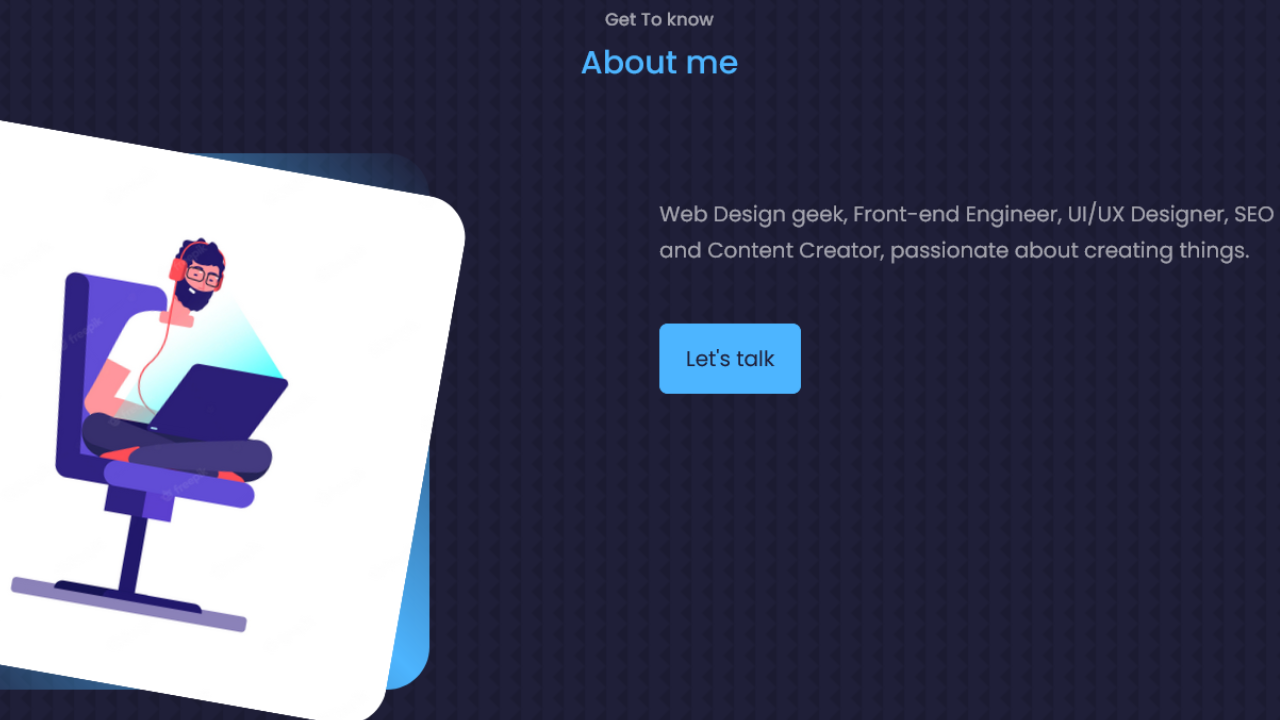 Get To know
About me
Web Design geek, Front-end Engineer, UI/UX Designer, SEO
and Content Creator, passionate about creating things.
Let's talk